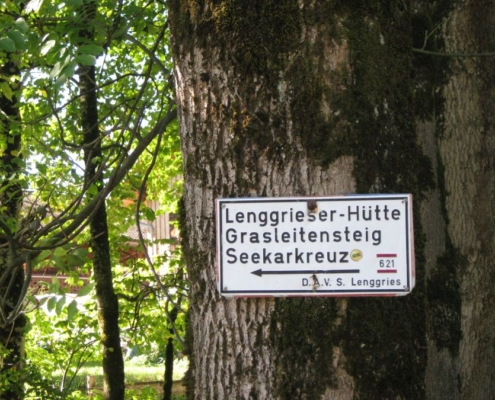 Lenggrieser-Hütte
Grasleitensteig
Seekarkreuz
621
D.A.V. S. Lenggries